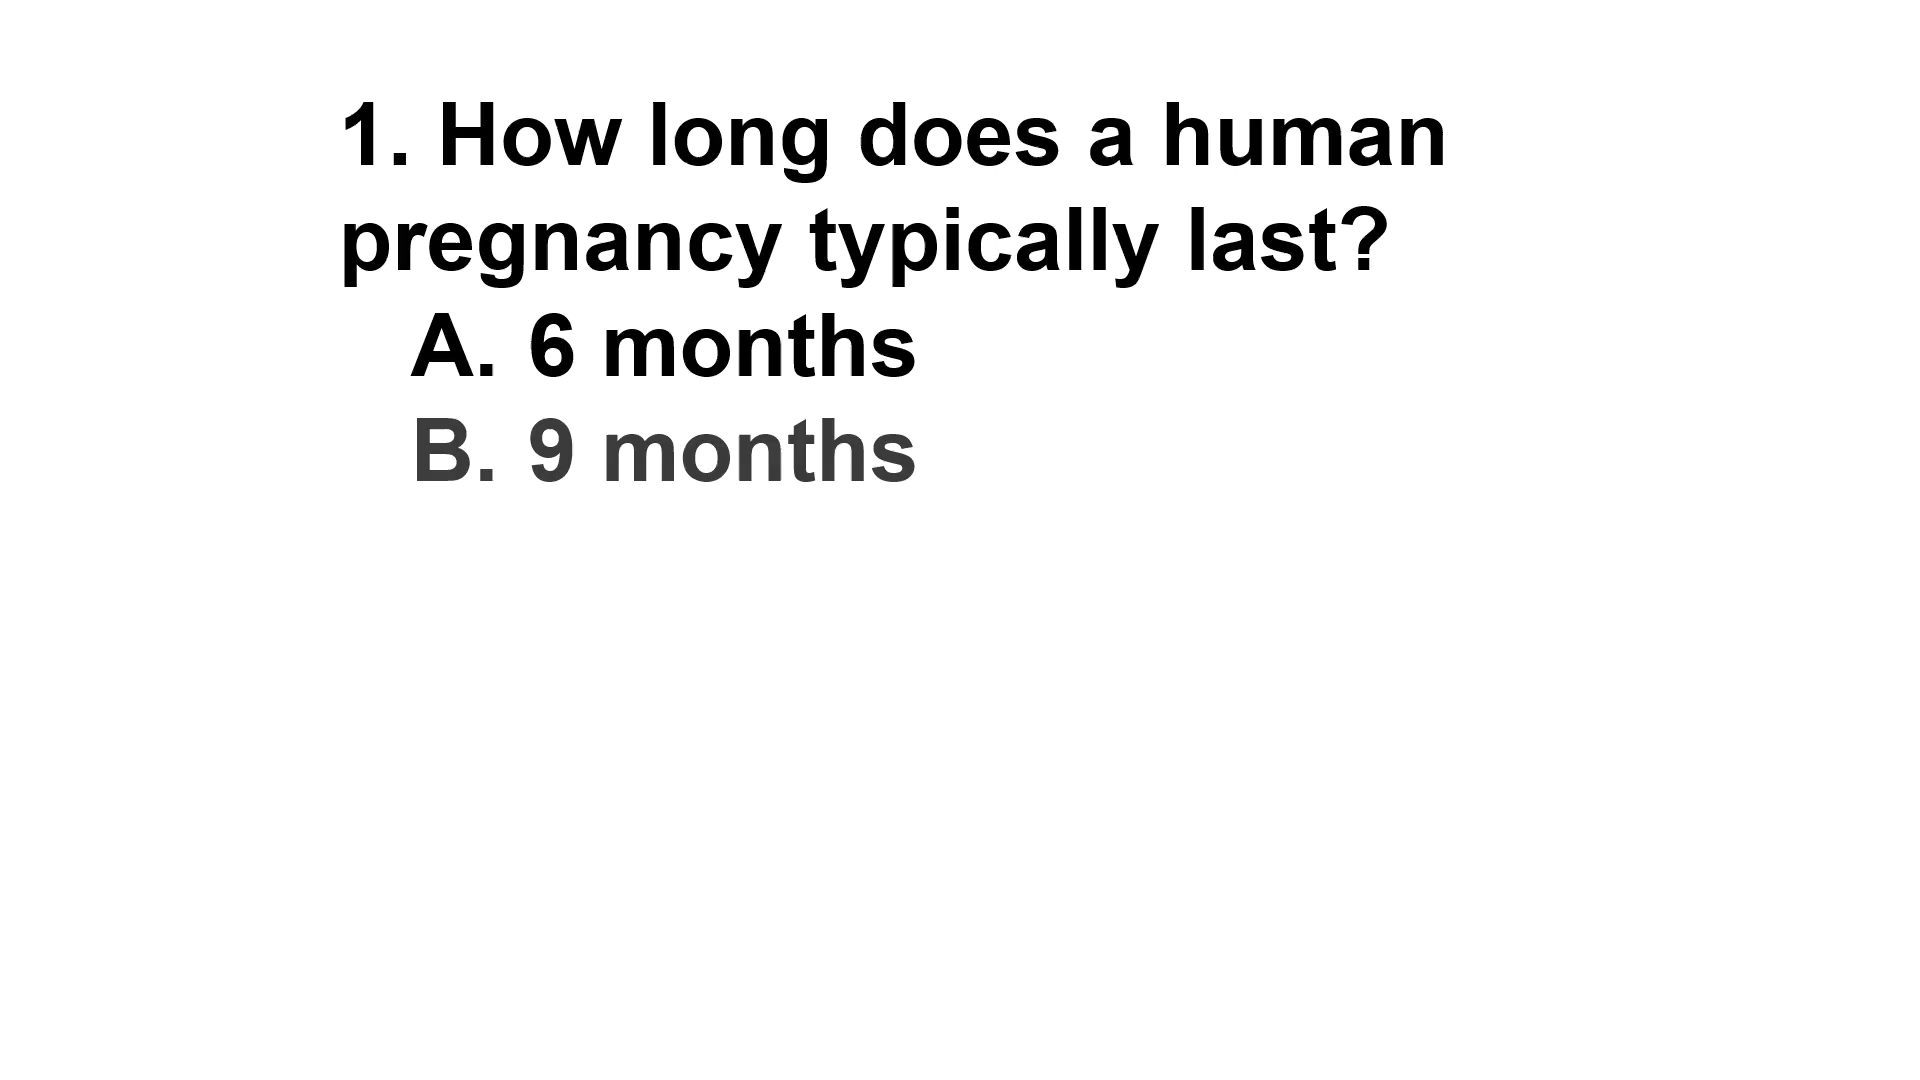 1. How long does a human
pregnancy typically last?
A. 6 months
B. 9 months